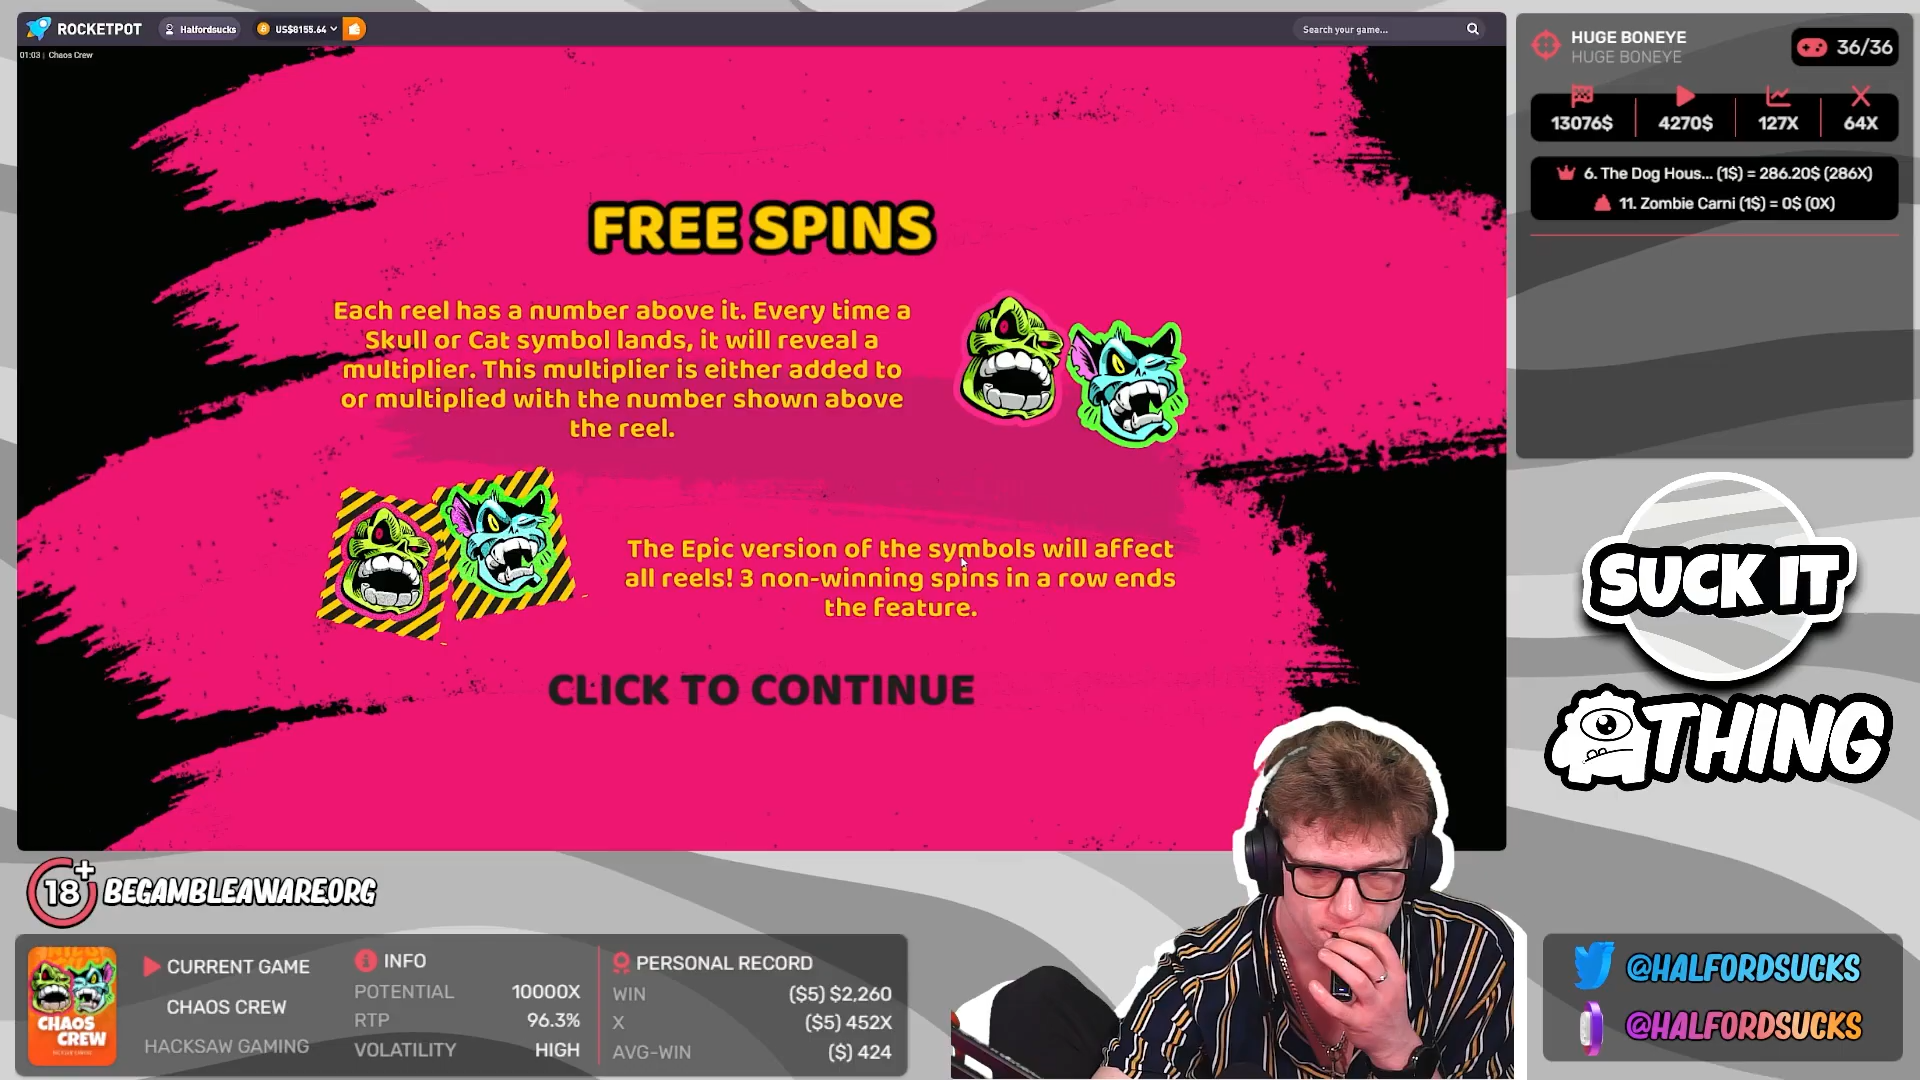 ROCKETPOT
Halfordsucks
US$8155.64
Search your game...
01:03 | Chaos Crew
FREE SPINS
Each reel has a number above it. Every time a
Skull or Cat symbol lands, it will reveal a
multiplier. This multiplier is either added to
or multiplied with the number shown above
the reel.
The Epic version of the symbols will affect
all reels! 3 non-winning spins in a row ends
the feature.
CLICK TO CONTINUE
HUGE BONEYE
HUGE BONEYE
36/36
13076$ 4270$ 127X 64X
6. The Dog Hous... (1$) = 286.20$ (286X)
11. Zombie Carni (1$) = 0$ (0X)
SUCK IT
THING
18+ BEGAMBLEAWARE.ORG
CHAOS
CREW
CURRENT GAME
CHAOS CREW
HACKSAW GAMING
INFO
POTENTIAL 10000X
RTP 96.3%
VOLATILITY HIGH
PERSONAL RECORD
WIN ($5) $2,260
X ($5) 452X
AVG-WIN ($) 424
@HALFORDSUCKS
@HALFORDSUCKS